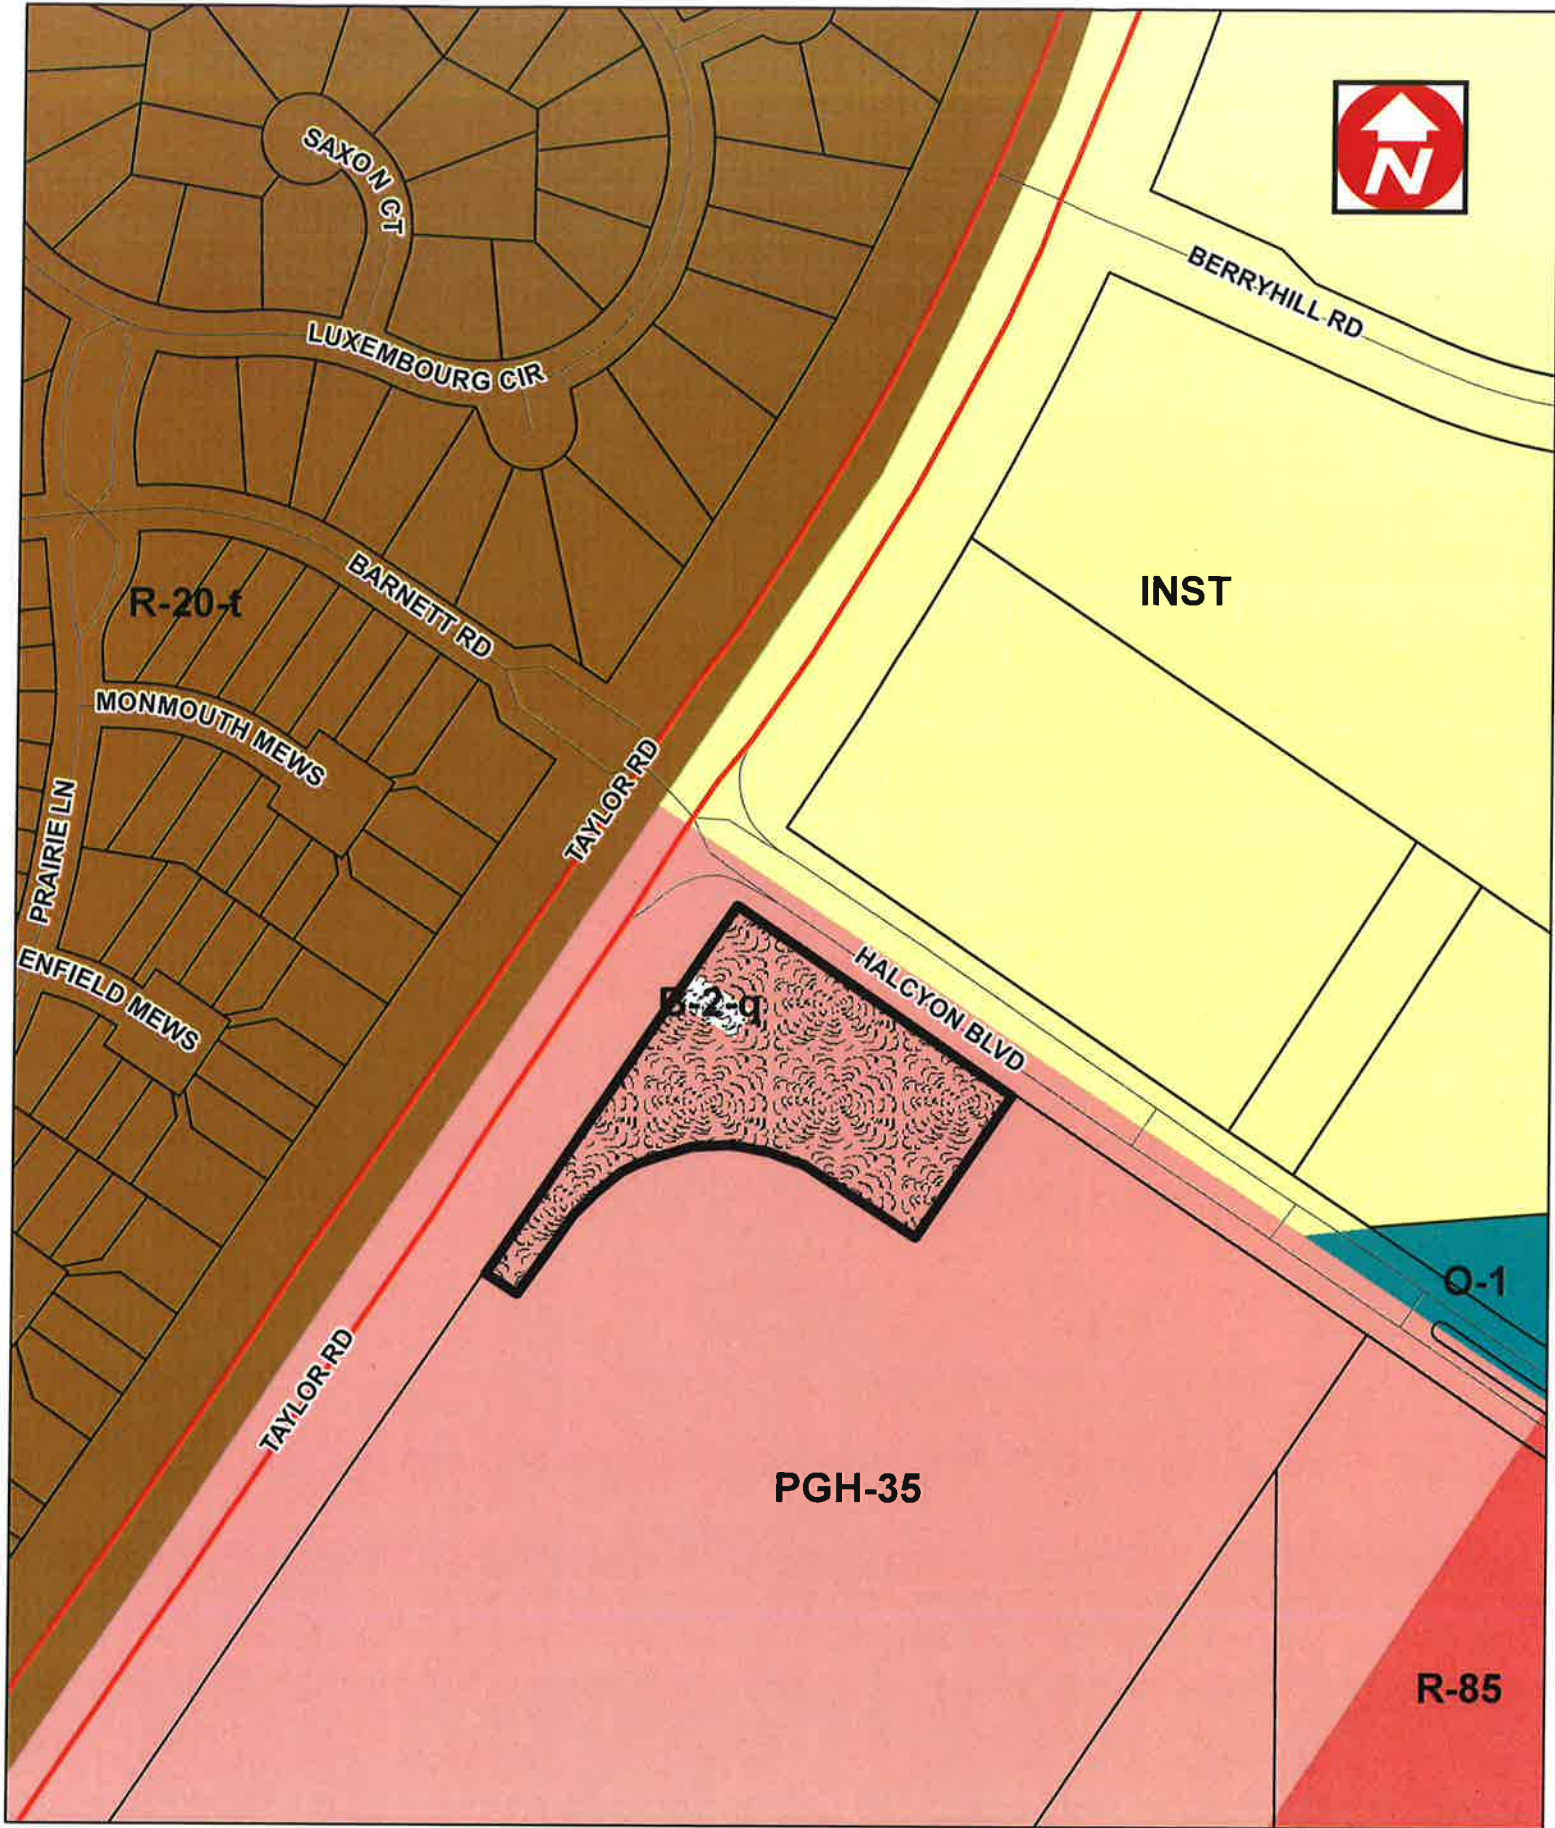 N
SAXON CT
BERRYHILL RD
LUXEMBOURG CIR
BARNETT RD
INST
R-20-t
MONMOUTH MEWS
TAYLOR RD
PRAIRIE LN
ENFIELD MEWS
HALCYON BLVD
B-2-q
O-1
TAYLOR RD
PGH-35
R-85